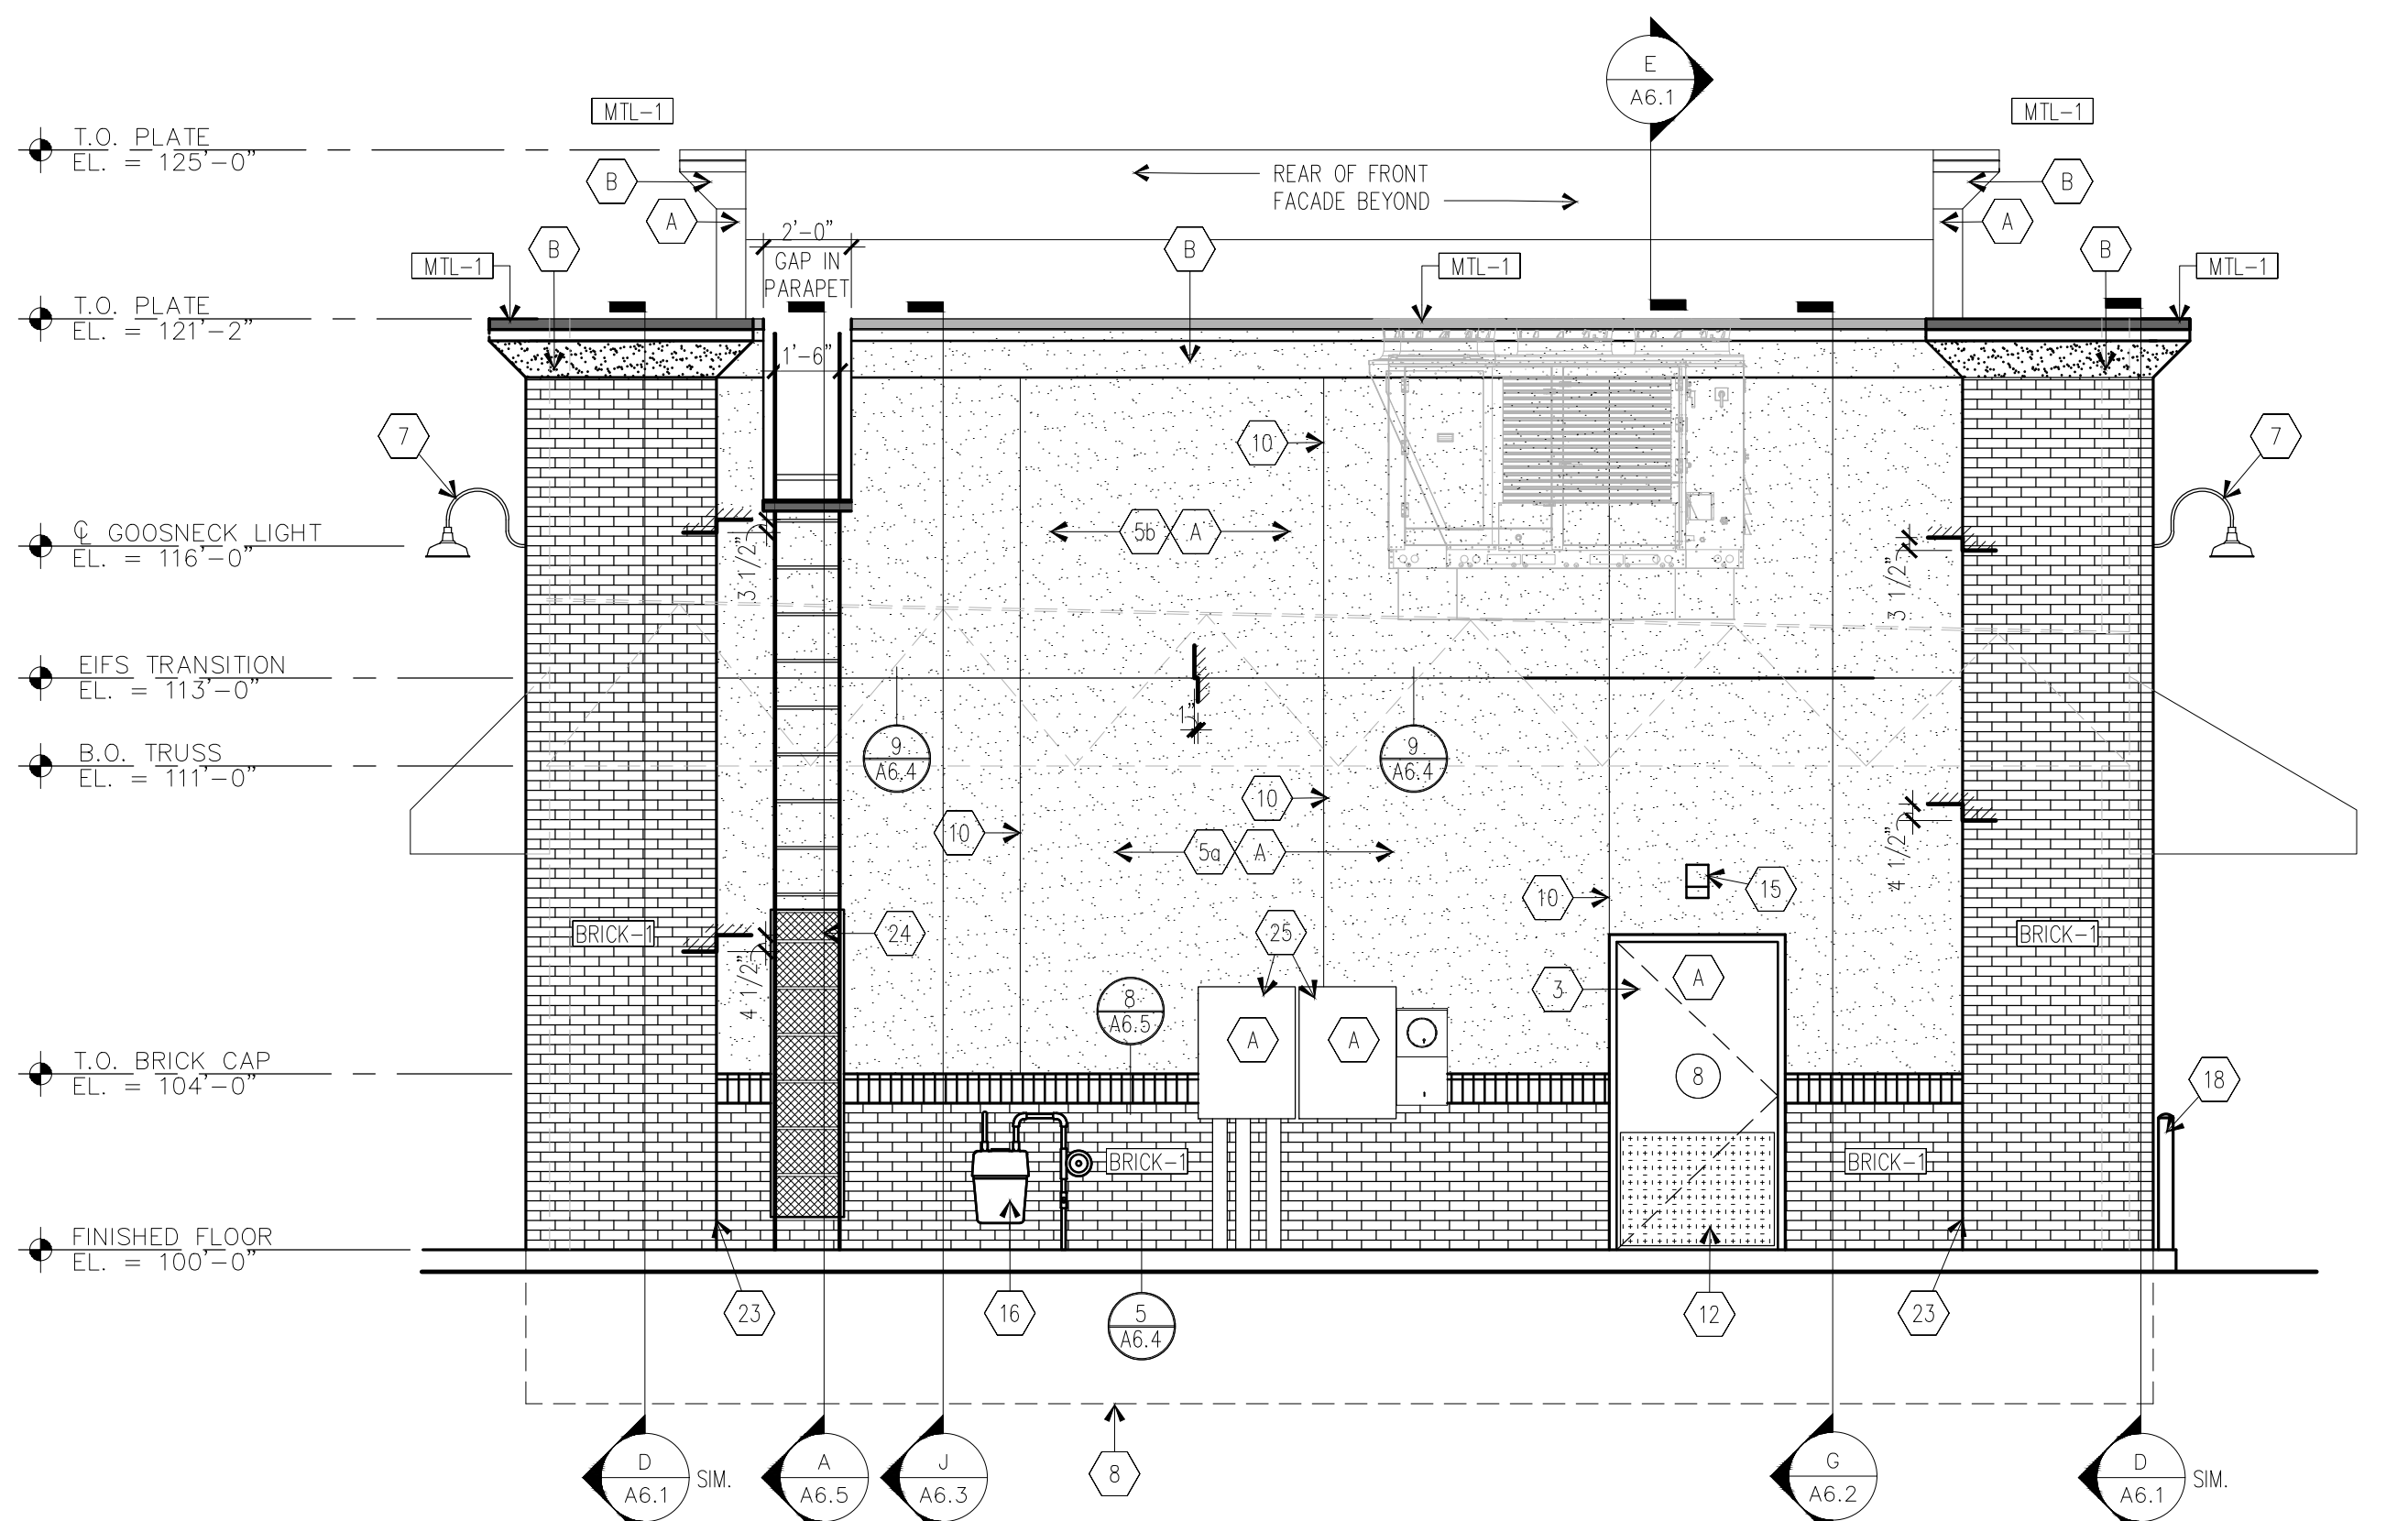 E
A6.1
MTL-1
MTL-1
T.O. PLATE
EL. = 125'-0"
REAR OF FRONT
FACADE BEYOND
B
B
A
A
2'-0"
GAP IN
PARAPET
B
B
B
MTL-1
MTL-1
MTL-1
T.O. PLATE
EL. = 121'-2"
1'-6"
7
10
7
℄ GOOSNECK LIGHT
EL. = 116'-0"
5b
A
3 1/2"
3 1/2"
EIFS TRANSITION
EL. = 113'-0"
1"
B.O. TRUSS
EL. = 111'-0"
9
A6.4
9
A6.4
10
10
5a
A
4 1/2"
15
10
BRICK-1
24
25
BRICK-1
4 1/2"
3
A
8
A6.5
A
A
T.O. BRICK CAP
EL. = 104'-0"
8
18
BRICK-1
BRICK-1
FINISHED FLOOR
EL. = 100'-0"
23
16
5
A6.4
12
23
D
A6.1
SIM.
A
A6.5
J
A6.3
8
G
A6.2
D
A6.1
SIM.